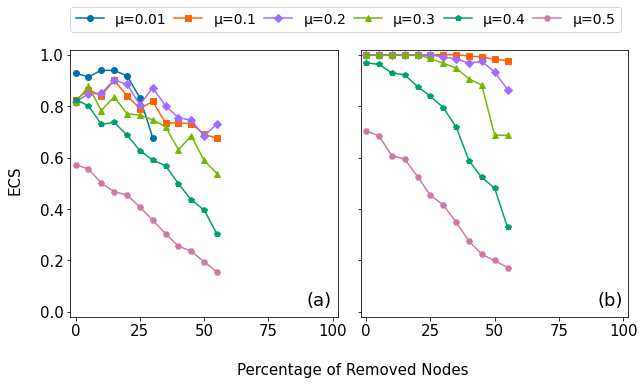 μ=0.01 μ=0.1 μ=0.2 μ=0.3 μ=0.4 μ=0.5
1.0
0.8
0.6
0.4
0.2
0.0
ECS
(a) (b)
0 25 50 75 100 0 25 50 75 100
Percentage of Removed Nodes